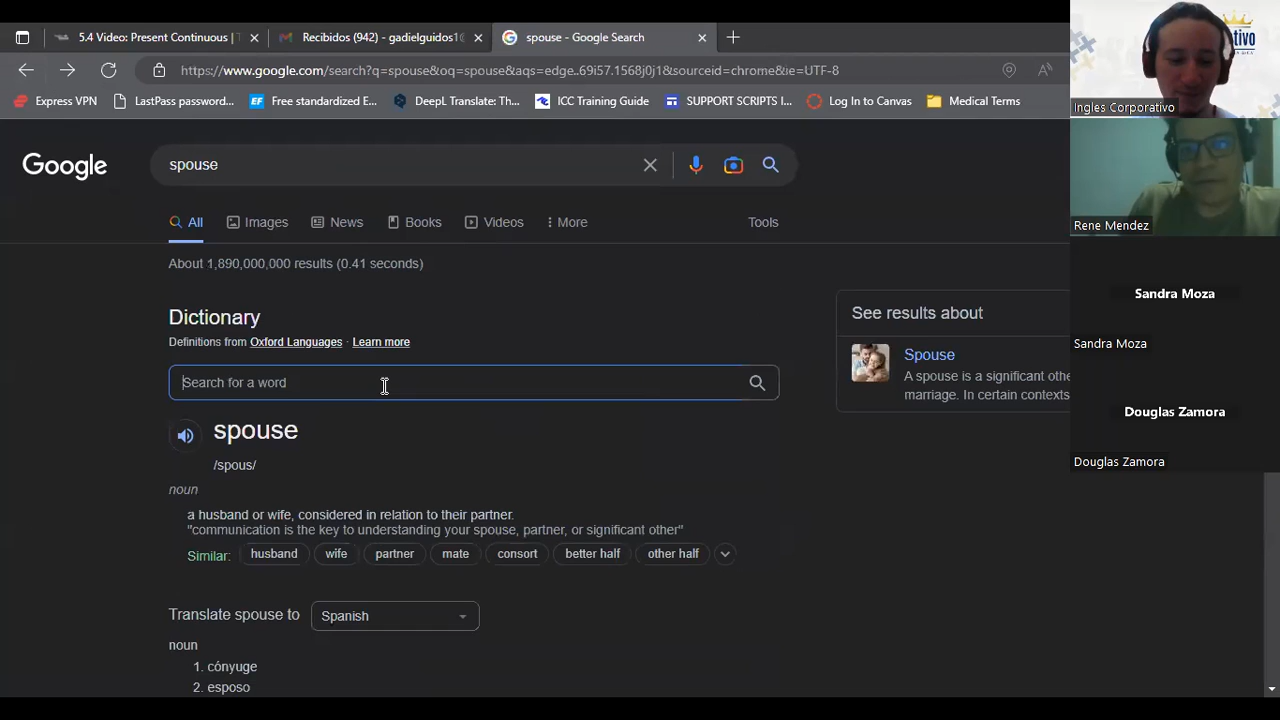 5.4 Video: Present Continuous | T
Recibidos (942) - gadielguidos1@
spouse - Google Search
https://www.google.com/search?q=spouse&oq=spouse&aqs=edge..69i57.1568j0j1&sourceid=chrome&ie=UTF-8
Express VPN
LastPass password...
Free standardized E...
DeepL Translate: Th...
ICC Training Guide
SUPPORT SCRIPTS I...
Log In to Canvas
Medical Terms
Ingles Corporativo
Google
spouse
All
Images
News
Books
Videos
More
Tools
Rene Mendez
About 1,890,000,000 results (0.41 seconds)
Dictionary
Definitions from Oxford Languages · Learn more
Search for a word
spouse
/spous/
noun
a husband or wife, considered in relation to their partner.
"communication is the key to understanding your spouse, partner, or significant other"
Similar:
husband
wife
partner
mate
consort
better half
other half
Translate spouse to
Spanish
noun
1. cónyuge
2. esposo
See results about
Spouse
A spouse is a significant othe
marriage. In certain contexts
Sandra Moza
Sandra Moza
Douglas Zamora
Douglas Zamora